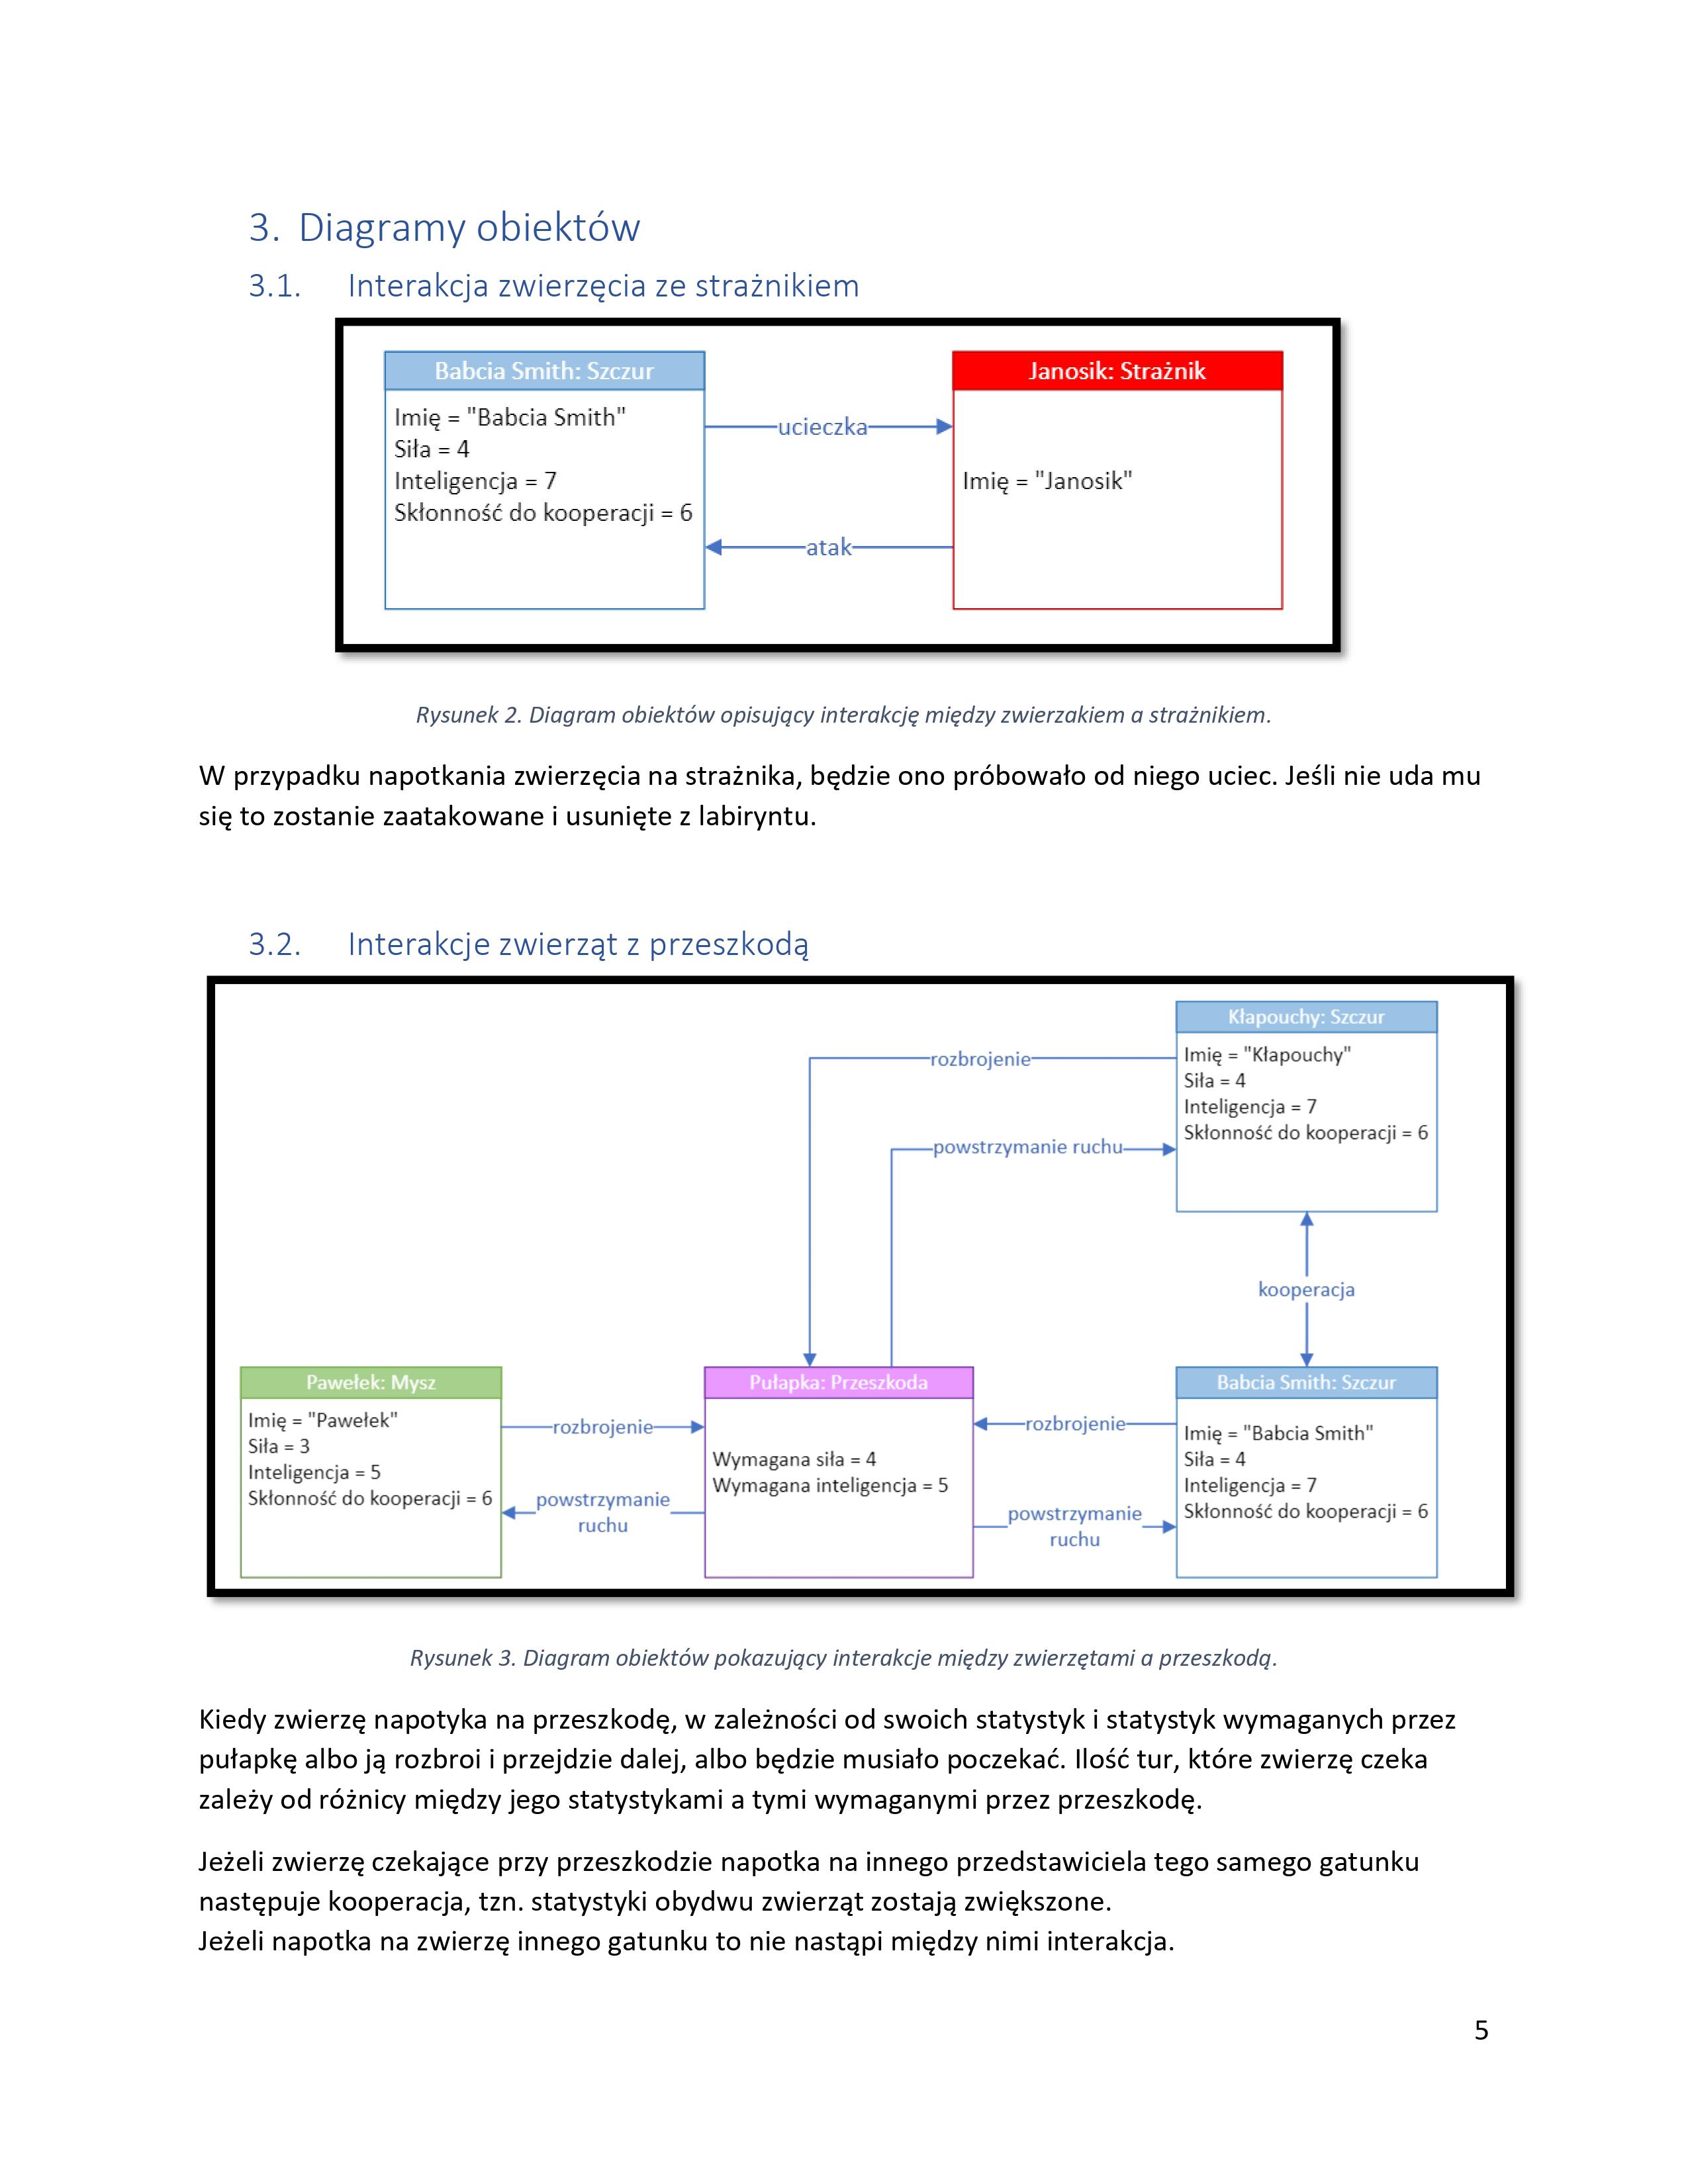 3. Diagramy obiektów
3.1. Interakcja zwierzęcia ze strażnikiem
Babcia Smith: Szczur
Imię = "Babcia Smith"
Siła = 4
Inteligencja = 7
Skłonność do kooperacji = 6
ucieczka
atak
Janosik: Strażnik
Imię = "Janosik"
Rysunek 2. Diagram obiektów opisujący interakcję między zwierzakiem a strażnikiem.
W przypadku napotkania zwierzęcia na strażnika, będzie ono próbowało od niego uciec. Jeśli nie uda mu
się to zostanie zaatakowane i usunięte z labiryntu.
3.2. Interakcje zwierząt z przeszkodą
Kłapouchy: Szczur
Imię = "Kłapouchy"
Siła = 4
Inteligencja = 7
Skłonność do kooperacji = 6
rozbrojenie
powstrzymanie ruchu
kooperacja
Pawełek: Mysz
Imię = "Pawełek"
Siła = 3
Inteligencja = 5
Skłonność do kooperacji = 6
rozbrojenie
powstrzymanie
ruchu
Pułapka: Przeszkoda
Wymagana siła = 4
Wymagana inteligencja = 5
rozbrojenie
powstrzymanie
ruchu
Babcia Smith: Szczur
Imię = "Babcia Smith"
Siła = 4
Inteligencja = 7
Skłonność do kooperacji = 6
Rysunek 3. Diagram obiektów pokazujący interakcje między zwierzętami a przeszkodą.
Kiedy zwierzę napotyka na przeszkodę, w zależności od swoich statystyk i statystyk wymaganych przez
pułapkę albo ją rozbroi i przejdzie dalej, albo będzie musiało poczekać. Ilość tur, które zwierzę czeka
zależy od różnicy między jego statystykami a tymi wymaganymi przez przeszkodę.
Jeżeli zwierzę czekające przy przeszkodzie napotka na innego przedstawiciela tego samego gatunku
następuje kooperacja, tzn. statystyki obydwu zwierząt zostają zwiększone.
Jeżeli napotka na zwierzę innego gatunku to nie nastąpi między nimi interakcja.
5